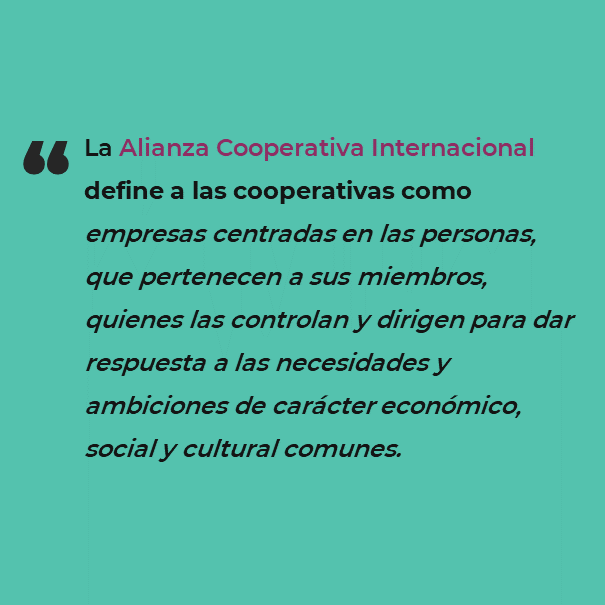 “
La Alianza Cooperativa Internacional
define a las cooperativas como
empresas centradas en las personas,
que pertenecen a sus miembros,
quienes las controlan y dirigen para dar
respuesta a las necesidades y
ambiciones de carácter económico,
social y cultural comunes.